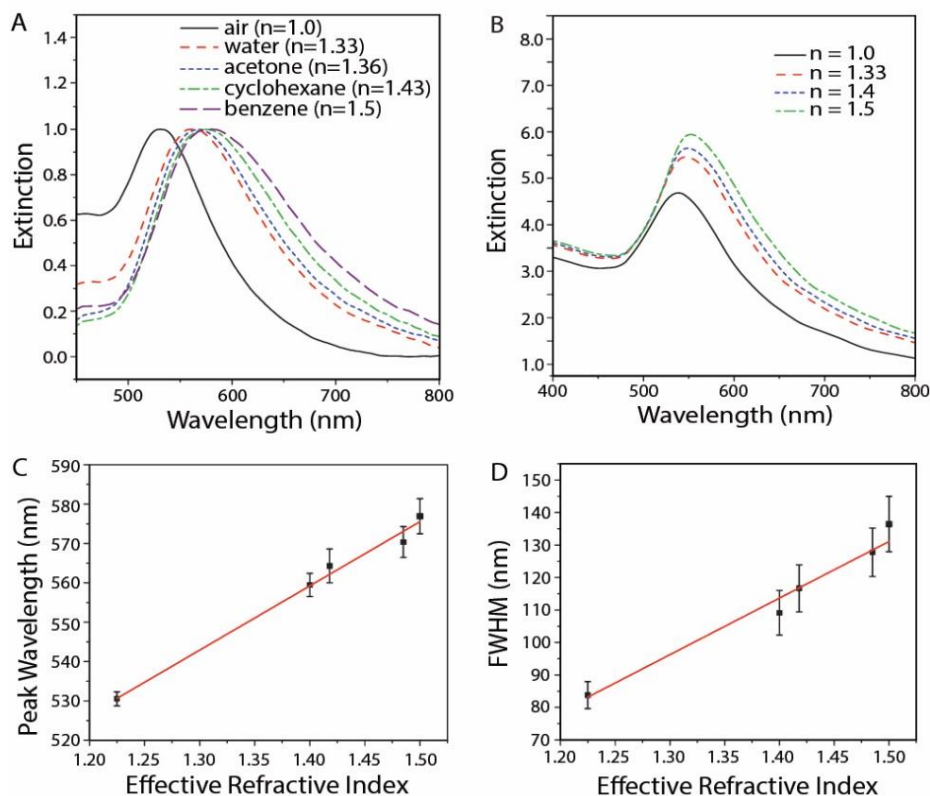 A
air (n=1.0)
water (n=1.33)
acetone (n=1.36)
cyclohexane (n=1.43)
benzene (n=1.5)
1.4
1.2
1.0
0.8
0.6
0.4
0.2
0.0
Extinction
500 600 700 800
Wavelength (nm)
B
n = 1.0
n = 1.33
n = 1.4
n = 1.5
8.0
7.0
6.0
5.0
4.0
3.0
2.0
1.0
Extinction
400 500 600 700 800
Wavelength (nm)
C
590
580
570
560
550
540
530
520
Peak Wavelength (nm)
1.20 1.25 1.30 1.35 1.40 1.45 1.50
Effective Refractive Index
D
150
140
130
120
110
100
90
80
70
FWHM (nm)
1.20 1.25 1.30 1.35 1.40 1.45 1.50
Effective Refractive Index